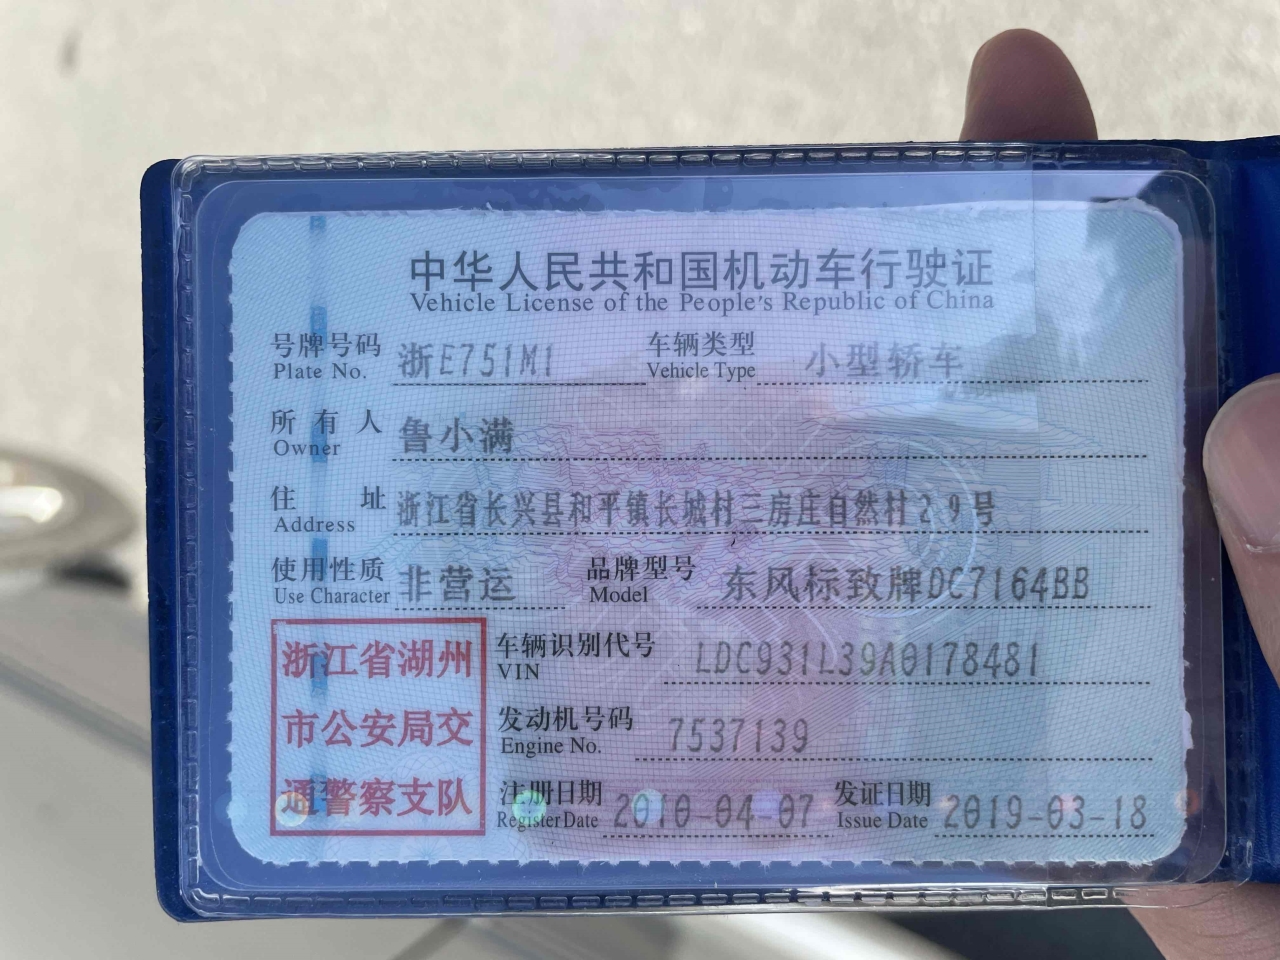 中华人民共和国机动车行驶证
Vehicle License of the People's Republic of China
号牌号码 浙E751M1 车辆类型 小型轿车
Plate No. Vehicle Type
所有人 鲁小满
Owner
住址 浙江省长兴县和平镇长城村三房庄自然村29号
Address
使用性质 非营运 品牌型号 东风标致牌DC7164BB
Use Character Model
浙江省湖州
市公安局交
通警察支队
车辆识别代号 LDC931L39A0178481
VIN
发动机号码 7537139
Engine No.
注册日期 2010-04-07 发证日期 2019-03-18
Register Date Issue Date